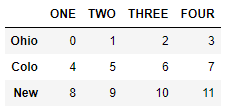 ONE TWO THREE FOUR
Ohio 0 1 2 3
Colo 4 5 6 7
New 8 9 10 11